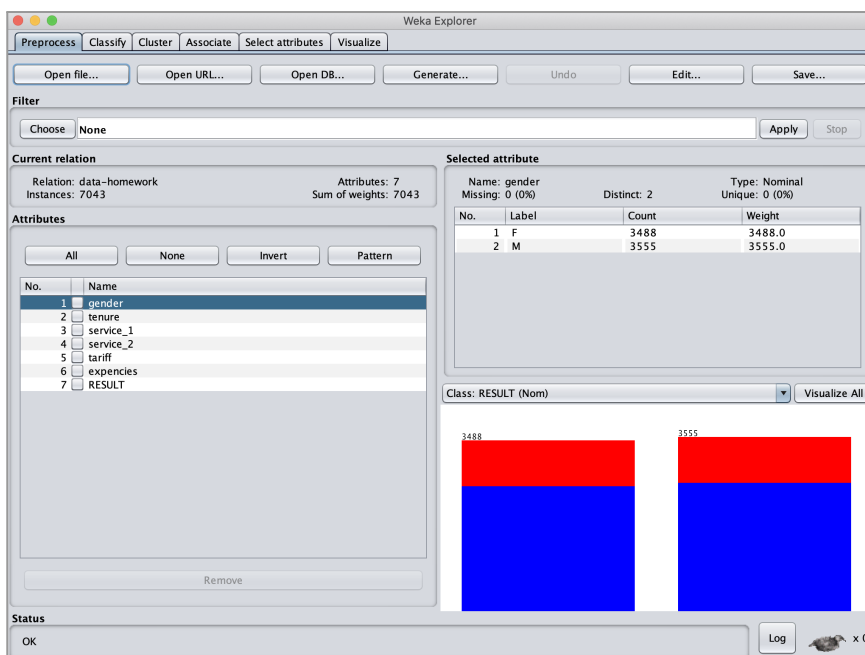 Weka Explorer
Preprocess Classify Cluster Associate Select attributes Visualize
Open file... Open URL... Open DB... Generate... Undo Edit... Save...
Filter
Choose None Apply Stop
Current relation
Relation: data-homework Attributes: 7
Instances: 7043 Sum of weights: 7043
Attributes
All None Invert Pattern
No. Name
1 gender
2 tenure
3 service_1
4 service_2
5 tariff
6 expencies
7 RESULT
Remove
Selected attribute
Name: gender Type: Nominal
Missing: 0 (0%) Distinct: 2 Unique: 0 (0%)
No. Label Count Weight
1 F 3488 3488.0
2 M 3555 3555.0
Class: RESULT (Nom) Visualize All
3488 3555
Status
OK Log x 0